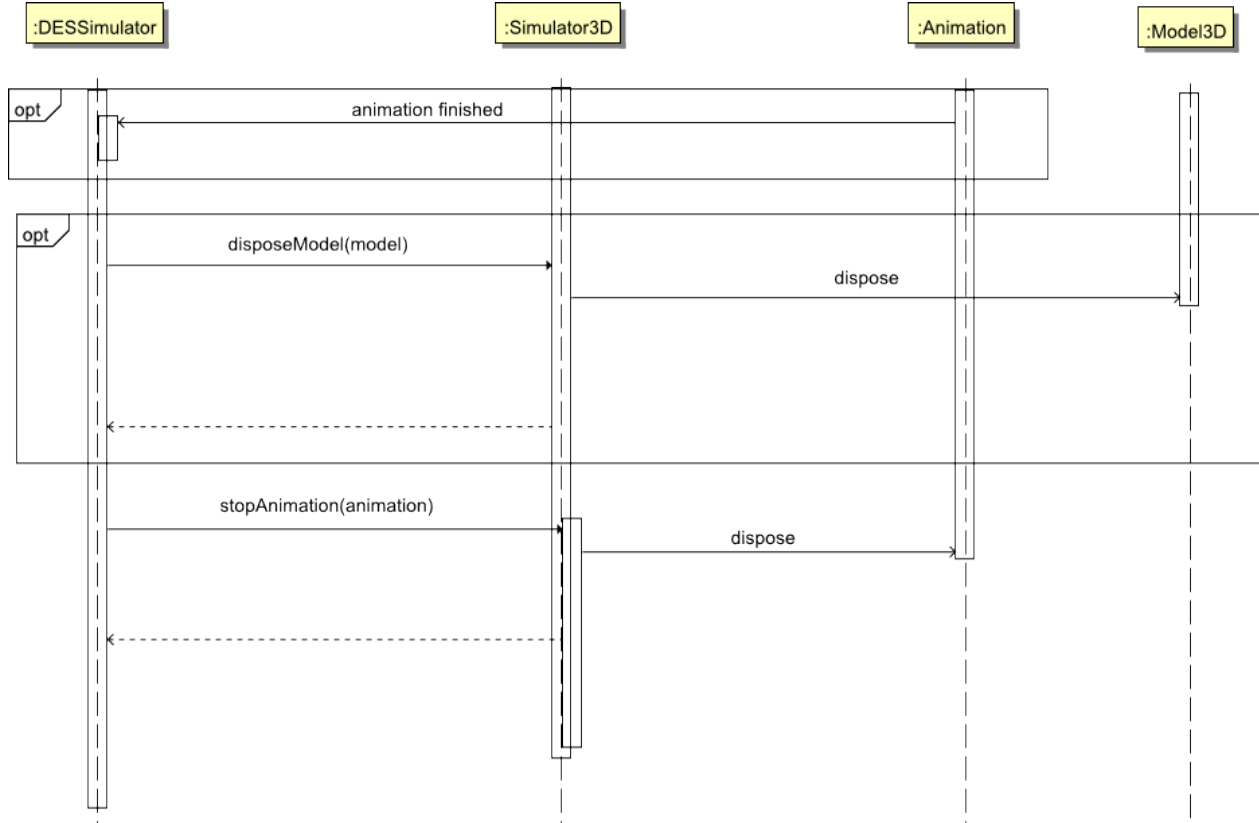 :DESSimulator
:Simulator3D
:Animation
:Model3D
opt
animation finished
opt
disposeModel(model)
dispose
stopAnimation(animation)
dispose